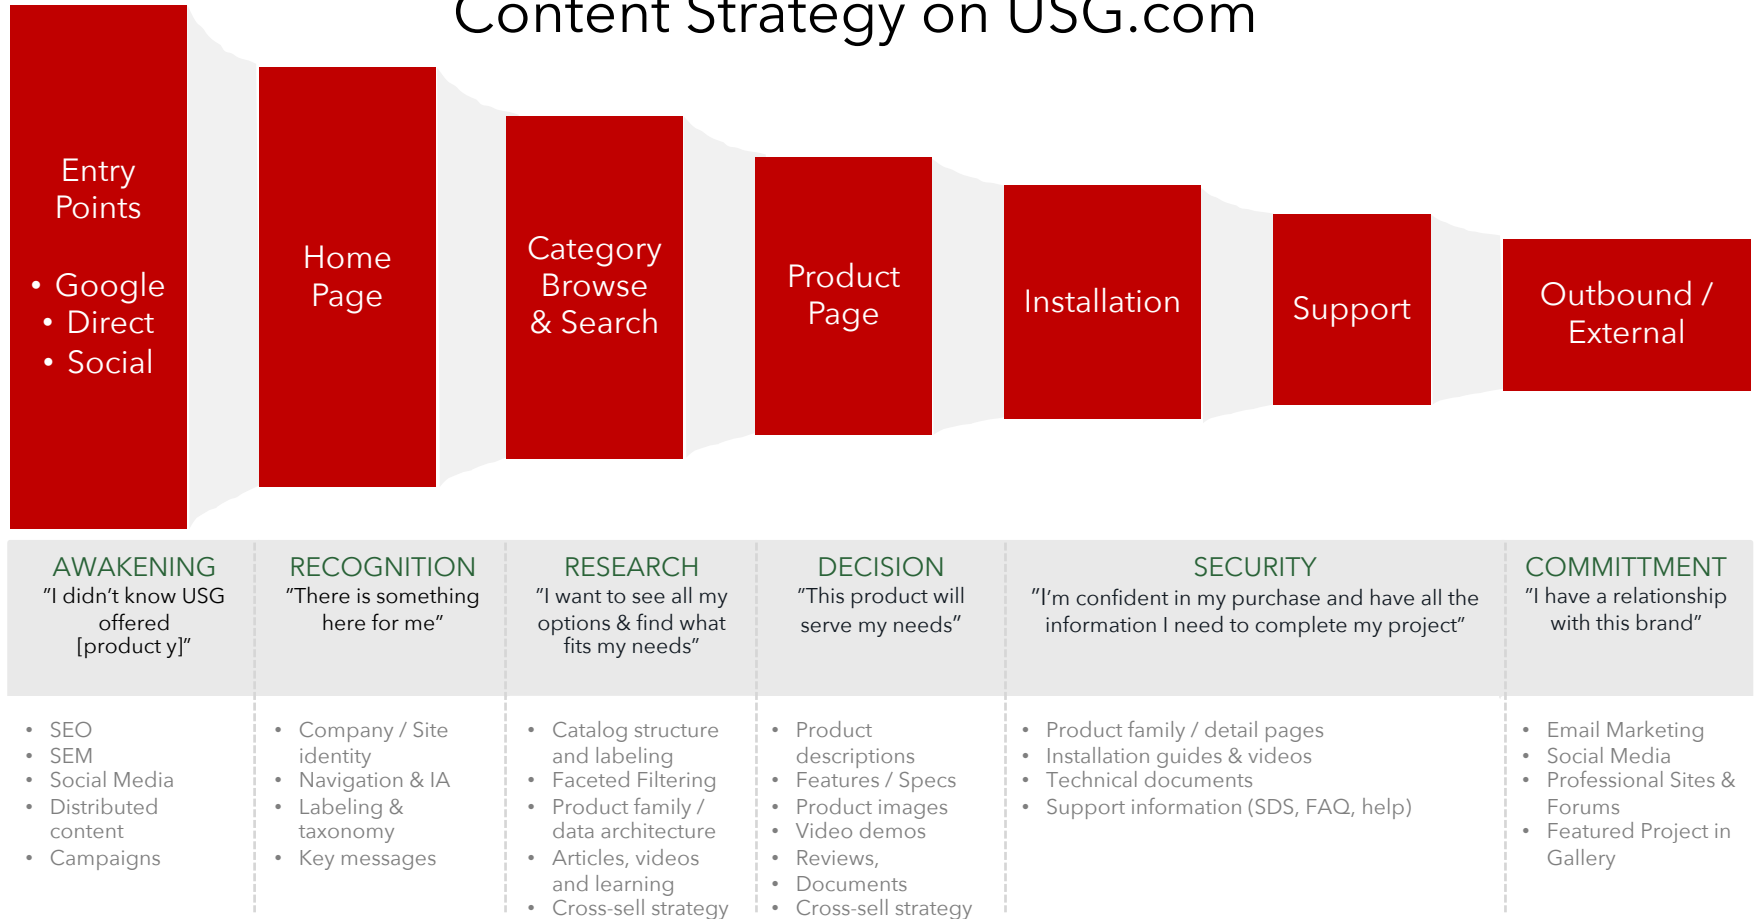 Content Strategy on USG.com
Entry
Points
• Google
• Direct
• Social
Home
Page
Category
Browse
& Search
Product
Page
Installation
Support
Outbound /
External
AWAKENING
"I didn't know USG
offered
[product y]"
RECOGNITION
"There is something
here for me"
RESEARCH
"I want to see all my
options & find what
fits my needs"
DECISION
"This product will
serve my needs"
SECURITY
"I'm confident in my purchase and have all the
information I need to complete my project"
COMMITTMENT
"I have a relationship
with this brand"
• SEO
• SEM
• Social Media
• Distributed
content
• Campaigns
• Company / Site
identity
• Navigation & IA
• Labeling &
taxonomy
• Key messages
• Catalog structure
and labeling
• Faceted Filtering
• Product family /
data architecture
• Articles, videos
and learning
• Cross-sell strategy
• Product
descriptions
• Features / Specs
• Product images
• Video demos
• Reviews,
• Documents
• Cross-sell strategy
• Product family / detail pages
• Installation guides & videos
• Technical documents
• Support information (SDS, FAQ, help)
• Email Marketing
• Social Media
• Professional Sites &
Forums
• Featured Project in
Gallery